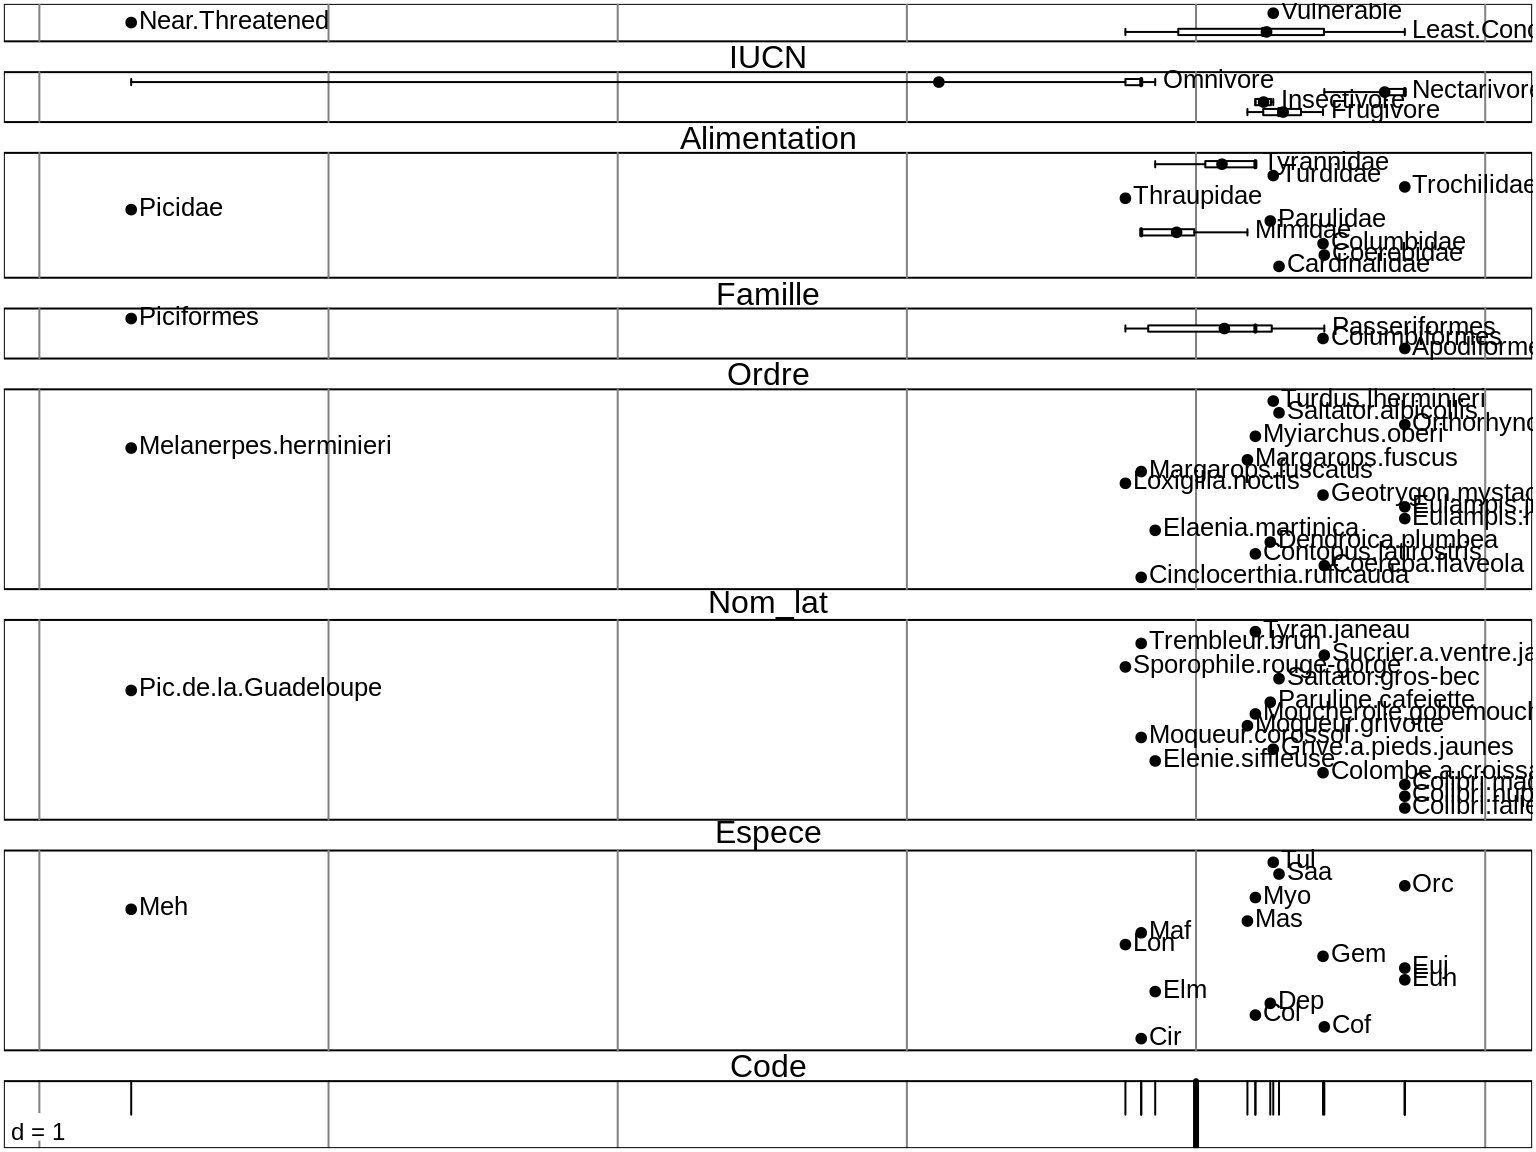 Near.Threatened
Vulnerable
Least.Conc
IUCN
Omnivore
Nectarivore
Insectivore
Frugivore
Alimentation
Tyrannidae
Turdidae
Trochilidae
Thraupidae
Picidae
Parulidae
Mimidae
Columbidae
Coerebidae
Cardinalidae
Famille
Piciformes
Passeriformes
Columbiformes
Apodiforme
Ordre
Turdus.lherminieri
Saltator.albicollis
Orthorhync
Myiarchus.oberi
Melanerpes.herminieri
Margarops.fuscus
Margarops.fuscatus
Loxigilla.noctis
Geotrygon.mystac
Eulampis.j
Eulampis.h
Elaenia.martinica
Dendroica.plumbea
Contopus.latirostris
Coereba.flaveola
Cinclocerthia.ruficauda
Nom_lat
Tyran.janeau
Trembleur.brun
Sucrier.a.ventre.ja
Sporophile.rouge-gorge
Saltator.gros-bec
Pic.de.la.Guadeloupe
Paruline.cafeiette
Moucherolle.gobemouch
Moqueur.grivotte
Moqueur.corossol
Grive.a.pieds.jaunes
Elenie.siffleuse
Colombe.a.croissa
Colibri.mad
Colibri.hup
Colibri.falle
Espece
Tul
Saa
Orc
Myo
Meh
Mas
Maf
Lon
Gem
Euj
Euh
Elm
Dep
Col
Cof
Cir
Code
d = 1